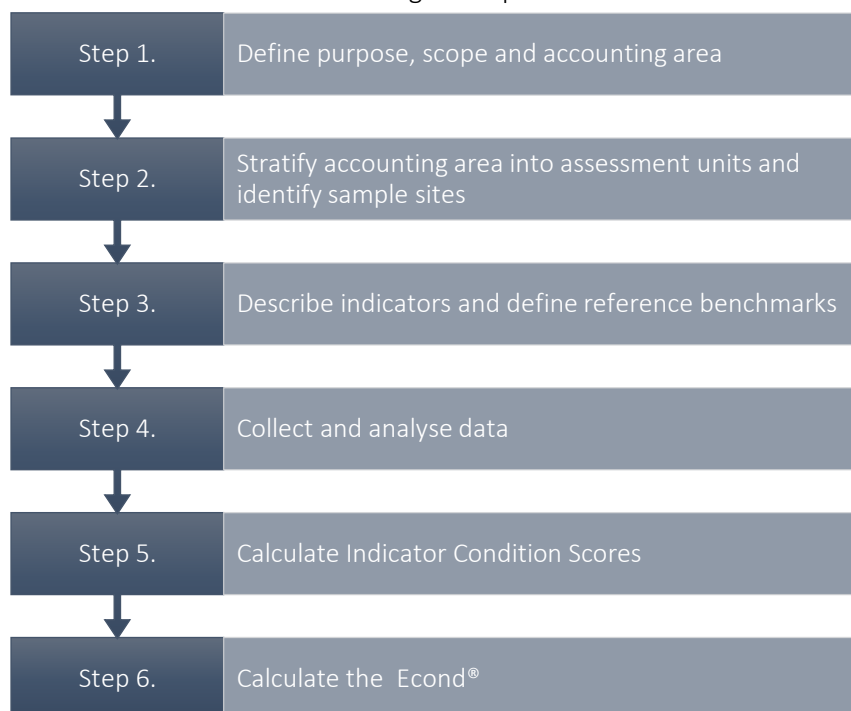 Step 1.
Define purpose, scope and accounting area
Step 2.
Stratify accounting area into assessment units and
identify sample sites
Step 3.
Describe indicators and define reference benchmarks
Step 4.
Collect and analyse data
Step 5.
Calculate Indicator Condition Scores
Step 6.
Calculate the Econd®